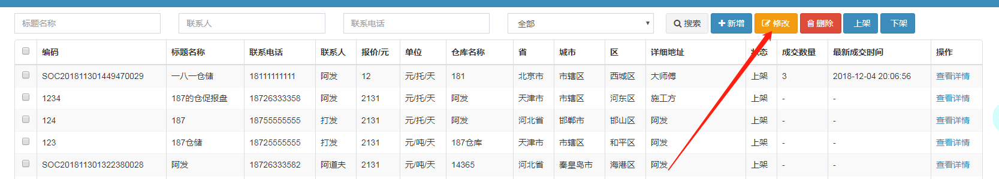 标题名称 联系人 联系电话 全部 搜索 新增 修改 删除 上架 下架
编码 标题名称 联系电话 联系人 报价/元 单位 仓库名称 省 城市 区 详细地址 状态 成交数量 最新成交时间 操作
SOC201811301449470029 一八一仓储 18111111111 阿发 12 元/托/天 181 北京市 市辖区 西城区 大师傅 上架 3 2018-12-04 20:06:56 查看详情
1234 187的仓促报盘 18726333358 阿发 2131 元/托/天 阿发 天津市 市辖区 河东区 施工方 上架 - - 查看详情
124 187 18755555555 打发 2131 元/托/天 阿发 河北省 邯郸市 邯山区 阿发 上架 - - 查看详情
123 187仓储 18725555555 打发 2131 元/吨/天 187仓库 天津市 市辖区 和平区 阿发 上架 - - 查看详情
SOC201811301322380028 阿发 18726333582 阿道夫 2131 元/吨/天 14365 河北省 秦皇岛市 海港区 阿发 上架 - - 查看详情